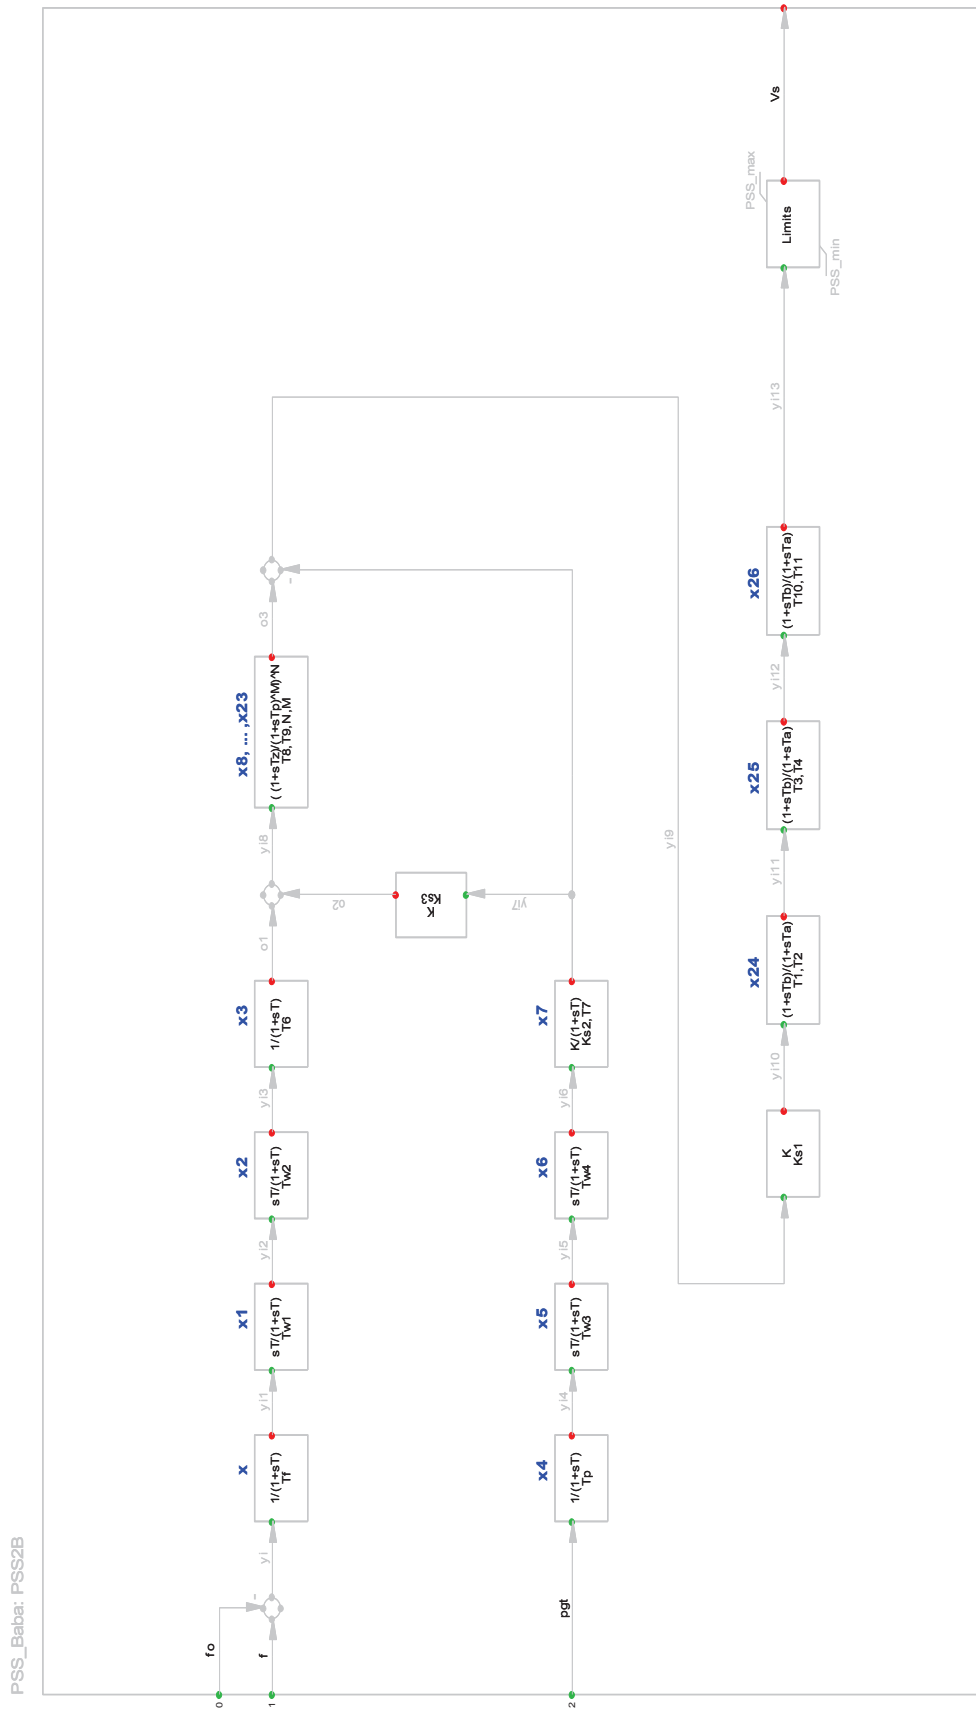 PSS_Baba: PSS2B
0
fo
-
1
f
yi
x
1/(1+sT)
Tf
yi1
x1
sT/(1+sT)
Tw1
yi2
x2
sT/(1+sT)
Tw2
yi3
x3
1/(1+sT)
T6
o1
yi8
x8, ... ,x23
( (1+sTz)/(1+sTp)^M)^N
T8,T9,N,M
o3
-
K
Ks3
o2
yi7
2
pgt
x4
1/(1+sT)
Tp
yi4
x5
sT/(1+sT)
Tw3
yi5
x6
sT/(1+sT)
Tw4
yi6
x7
K/(1+sT)
Ks2,T7
yi9
K
Ks1
yi10
x24
(1+sTb)/(1+sTa)
T1,T2
yi11
x25
(1+sTb)/(1+sTa)
T3,T4
yi12
x26
(1+sTb)/(1+sTa)
T10,T11
yi13
PSS_max
Limits
PSS_min
Vs